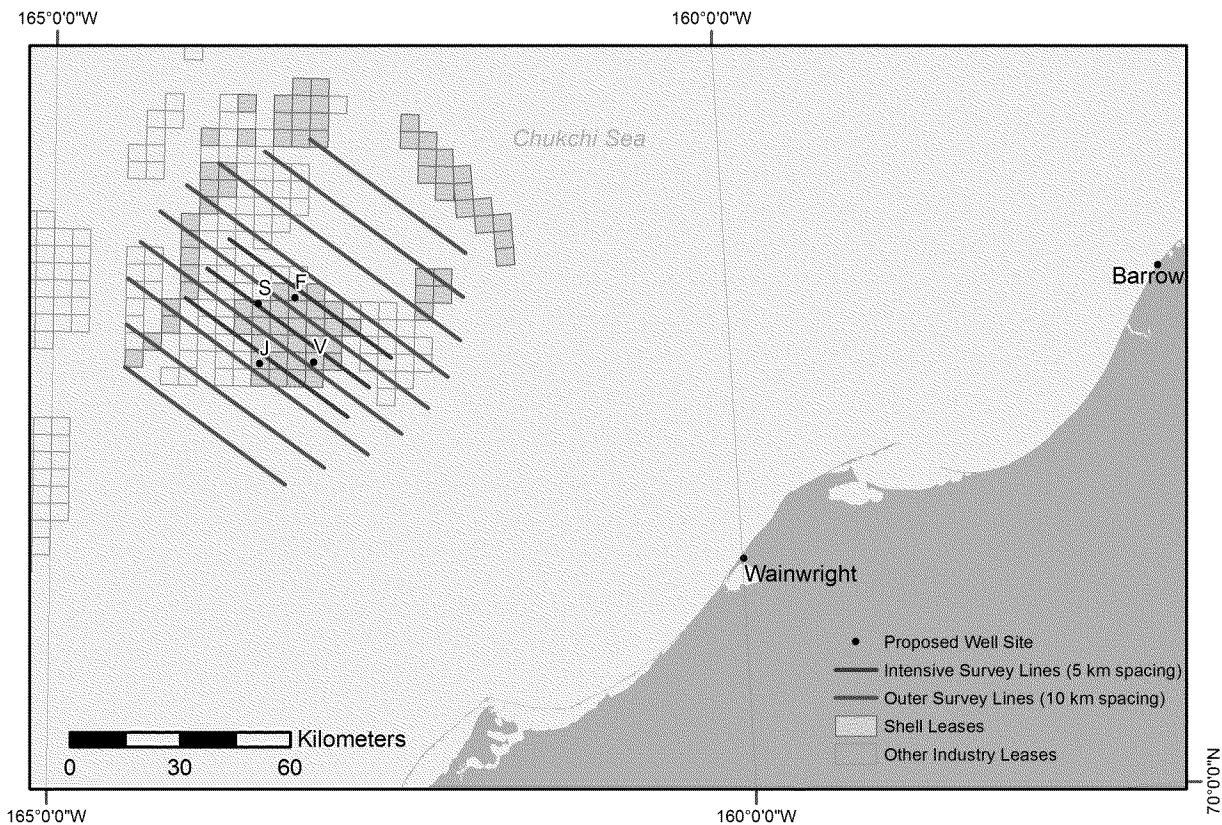 165°0'0"W
160°0'0"W
Chukchi Sea
Barrow
S
F
J
V
Wainwright
Proposed Well Site
Intensive Survey Lines (5 km spacing)
Outer Survey Lines (10 km spacing)
Shell Leases
Other Industry Leases
Kilometers
0
30
60
70°0'0"N
165°0'0"W
160°0'0"W